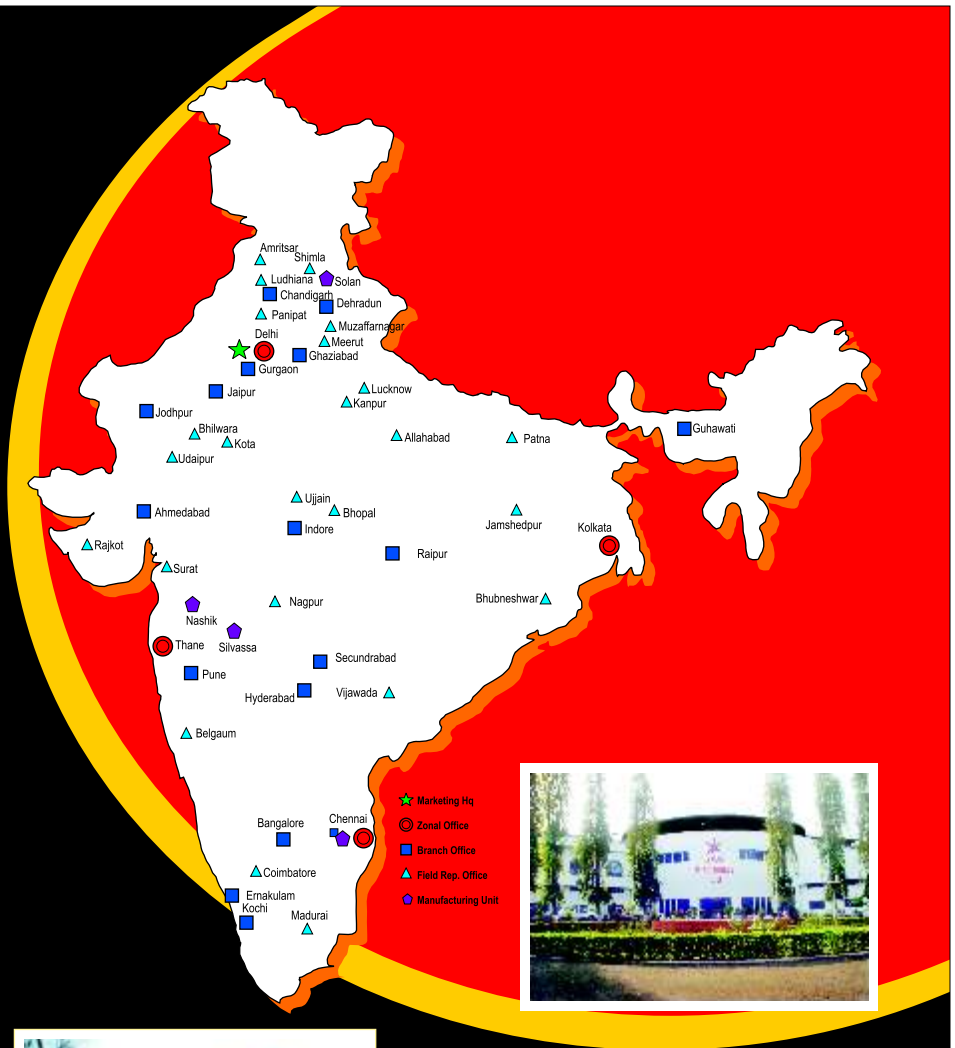 Amritsar
Shimla
Ludhiana
Solan
Chandigarh
Dehradun
Panipat
Muzaffarnagar
Delhi
Meerut
Ghaziabad
Gurgaon
Lucknow
Jaipur
Kanpur
Jodhpur
Bhilwara
Guhawati
Kota
Allahabad
Patna
Udaipur
Ujjain
Ahmedabad
Bhopal
Jamshedpur
Indore
Kolkata
Rajkot
Raipur
Surat
Nagpur
Bhubneshwar
Nashik
Thane
Silvassa
Secundrabad
Pune
Hyderabad
Vijawada
Belgaum
Marketing Hq
Bangalore
Chennai
Zonal Office
Branch Office
Coimbatore
Field Rep. Office
Ernakulam
Manufacturing Unit
Kochi
Madurai